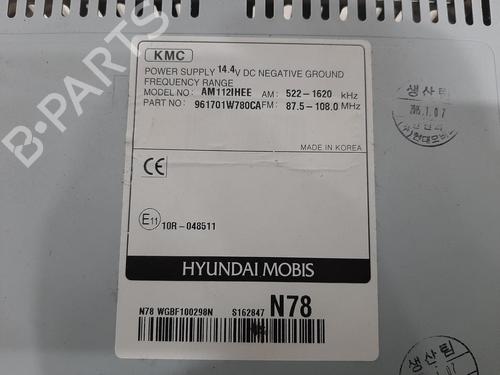 KMC
POWER SUPPLY 14.4V DC NEGATIVE GROUND
FREQUENCY RANGE
MODEL NO: AM112IHEE AM: 522-1620 kHz
PART NO: 961701W780CA FM: 87.5-108.0 MHz
MADE IN KOREA
CE
E11 10R-048511
HYUNDAI MOBIS
N78 WGBF100298N S162847 N78
생산팀
생산팀
B-PARTS